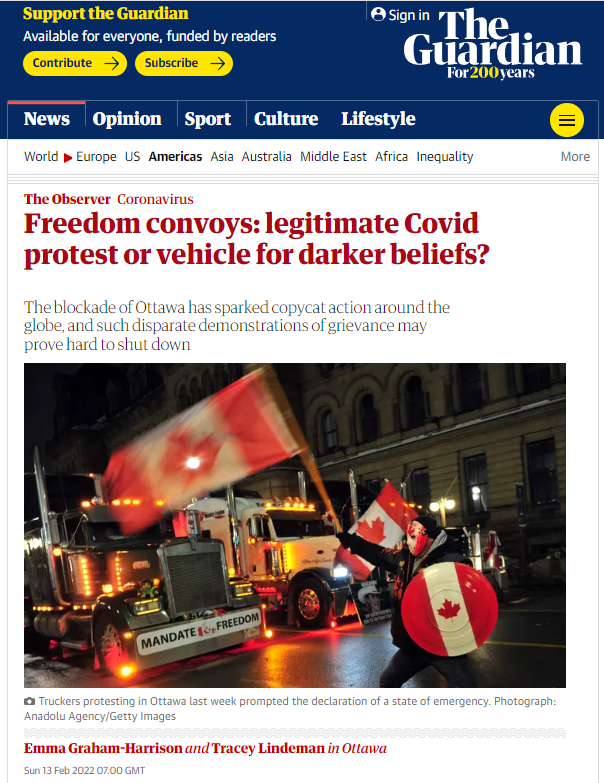 Support the Guardian
Available for everyone, funded by readers
Contribute → Subscribe →
Sign in
The
Guardian
For 200 years
News Opinion Sport Culture Lifestyle
World ▶ Europe US Americas Asia Australia Middle East Africa Inequality More
The Observer Coronavirus
Freedom convoys: legitimate Covid
protest or vehicle for darker beliefs?
The blockade of Ottawa has sparked copycat action around the
globe, and such disparate demonstrations of grievance may
prove hard to shut down
MANDATE FREEDOM
Truckers protesting in Ottawa last week prompted the declaration of a state of emergency. Photograph:
Anadolu Agency/Getty Images
Emma Graham-Harrison and Tracey Lindeman in Ottawa
Sun 13 Feb 2022 07.00 GMT